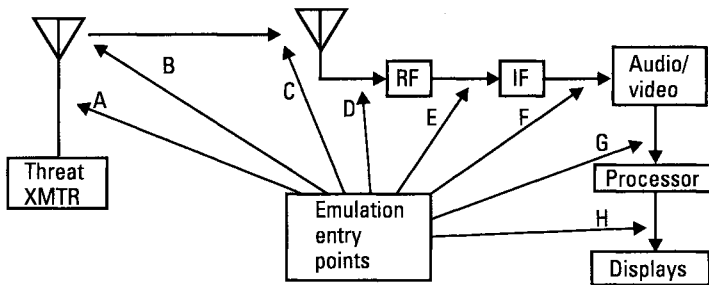 B
C
A
D
RF
E
IF
F
Audio/
video
G
Threat
XMTR
Emulation
entry
points
Processor
H
Displays